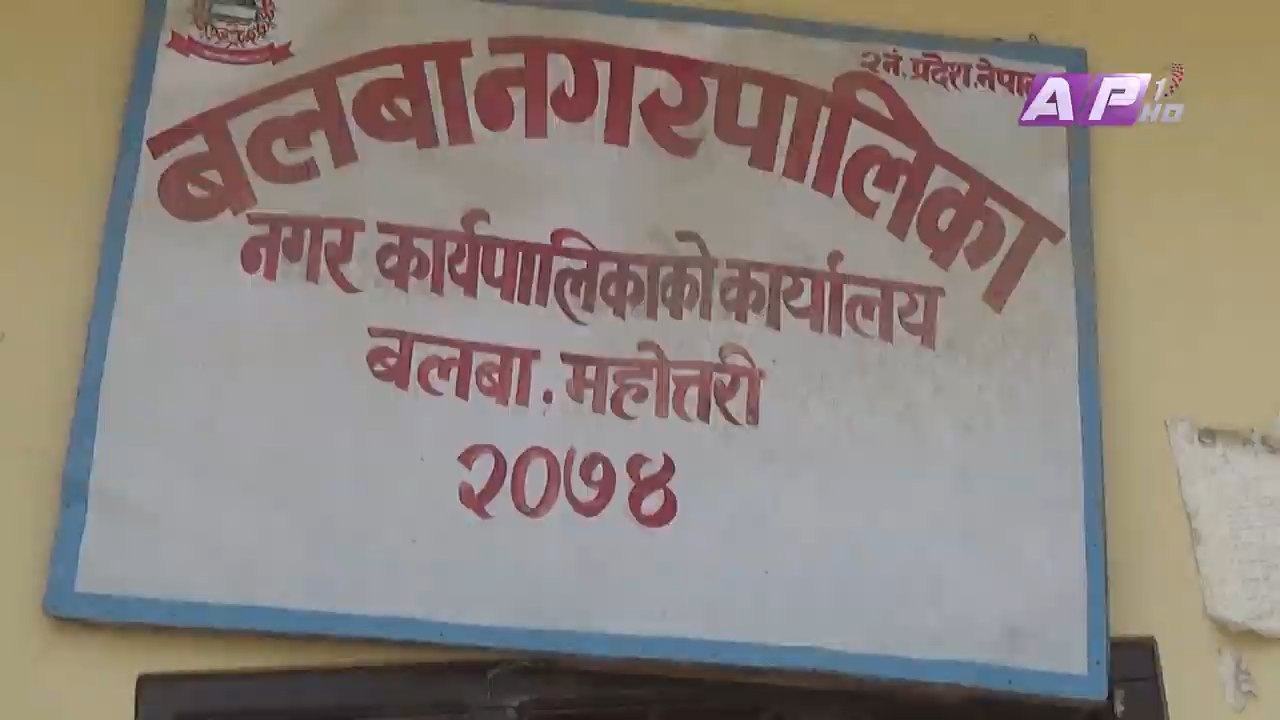 २नं. प्रदेश. नेपाल
बलबा नगरपालिका
नगर कार्यपालिकाको कार्यालय
बलबा. महोत्तरी
२०७४
AP1 HD